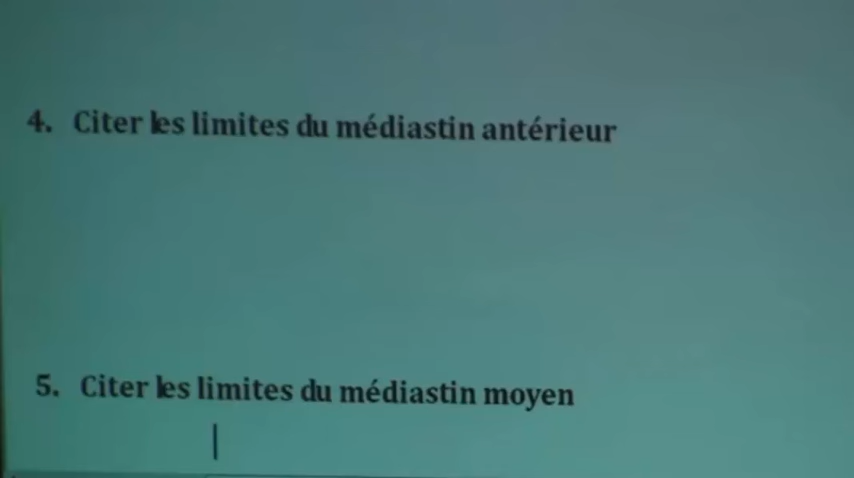 4. Citer les limites du médiastin antérieur
5. Citer les limites du médiastin moyen